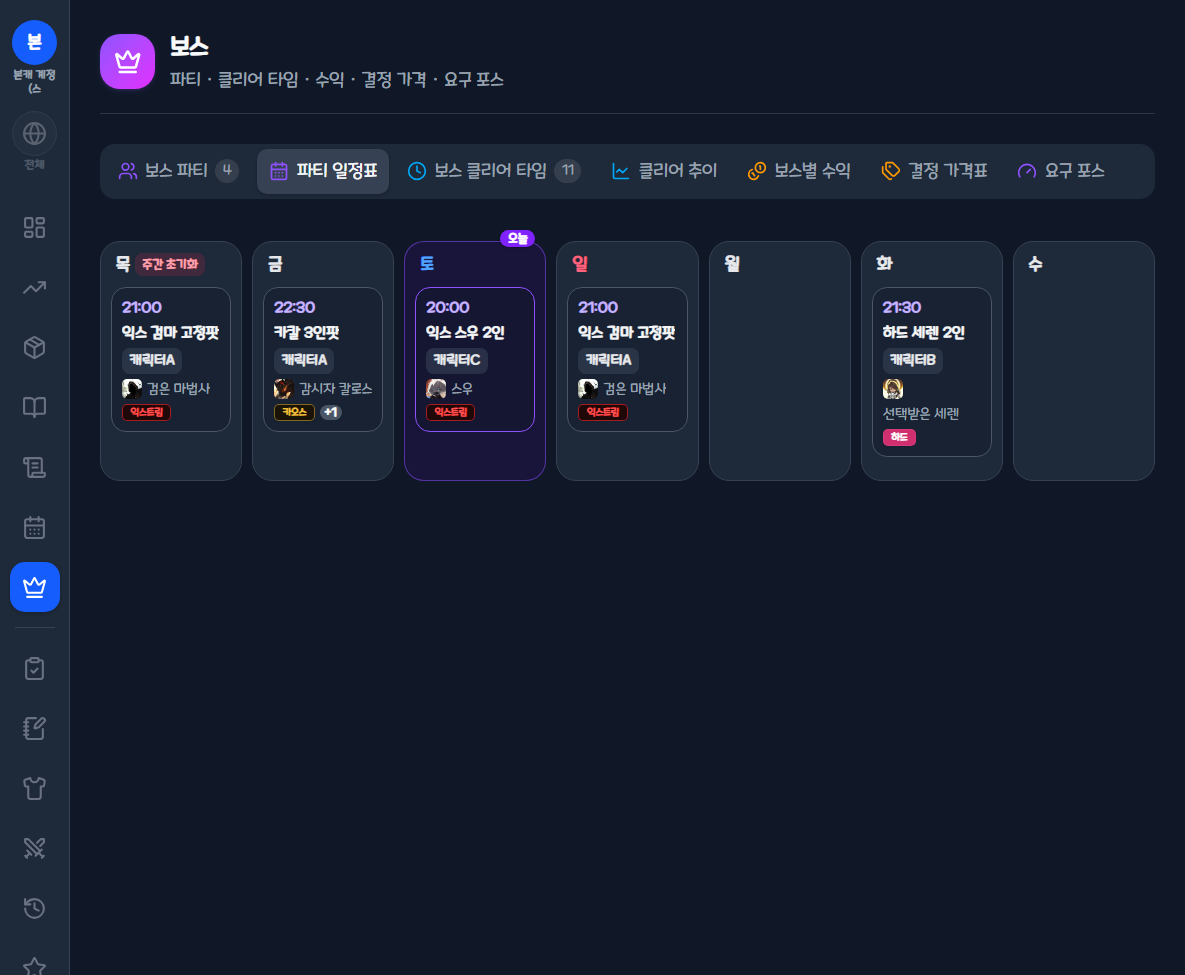 본
본캐 계정
(스
전체
보스
파티 · 클리어 타임 · 수익 · 결정 가격 · 요구 포스
보스 파티 4
파티 일정표
보스 클리어 타임 11
클리어 추이
보스별 수익
결정 가격표
요구 포스
목 주간 초기화
21:00
익스 검마 고정팟
캐릭터A
검은 마법사
익스트림
금
22:30
카칼 3인팟
캐릭터A
감시자 칼로스
카오스 +1
오늘
토
20:00
익스 스우 2인
캐릭터C
스우
익스트림
일
21:00
익스 검마 고정팟
캐릭터A
검은 마법사
익스트림
월
화
21:30
하드 세렌 2인
캐릭터B
선택받은 세렌
하드
수